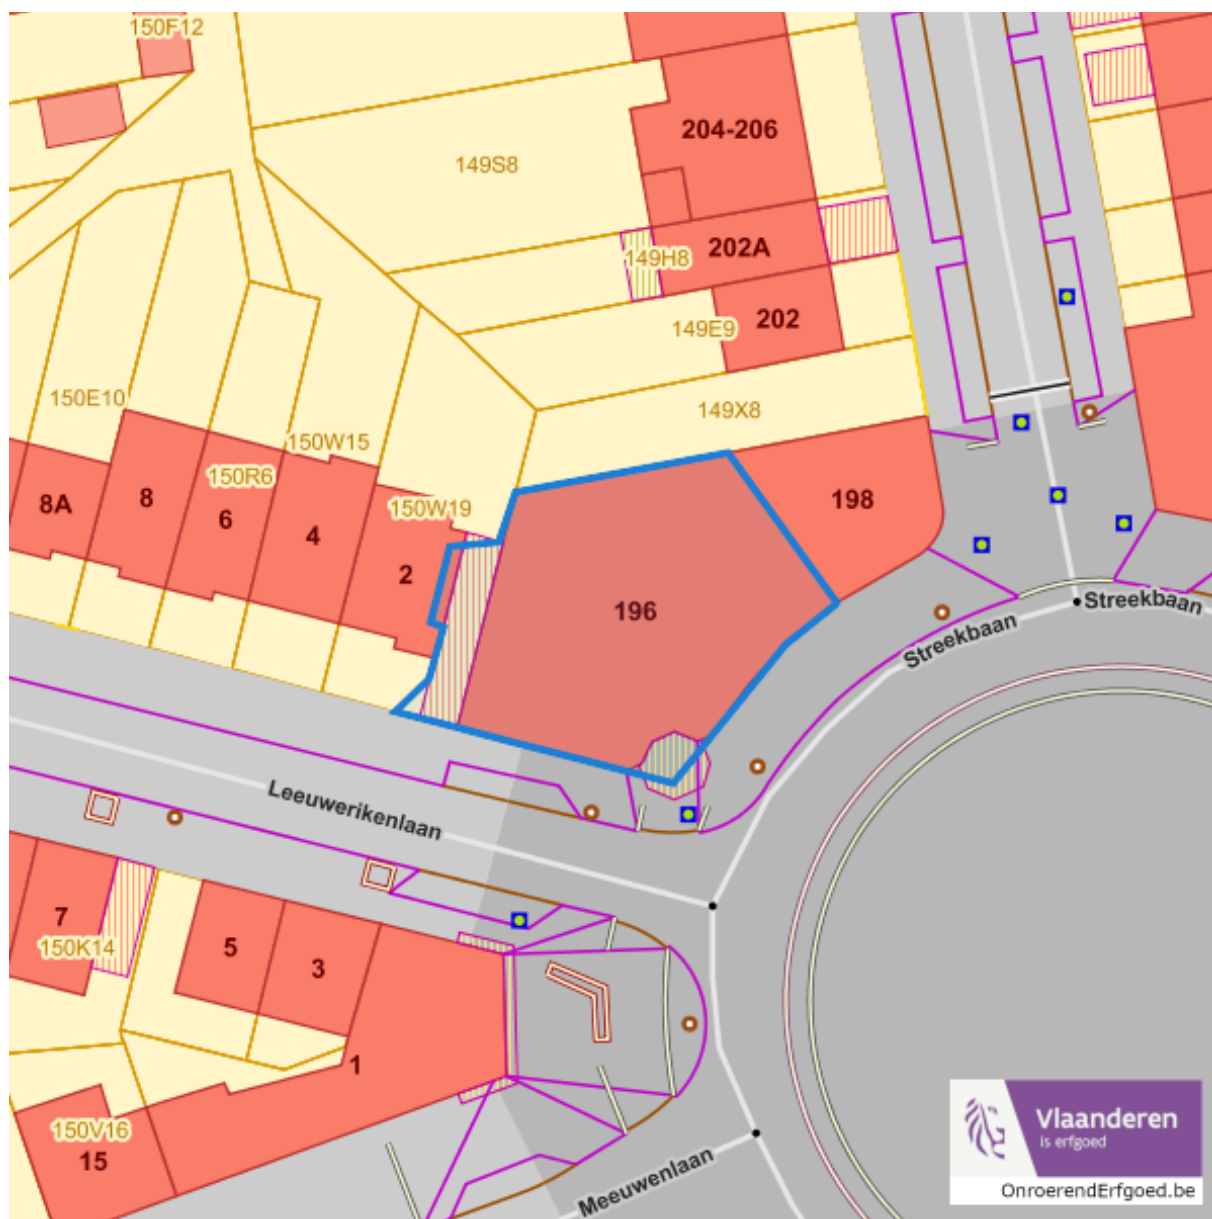 150F12
204-206
149S8
202A
149H8
202
149E9
149X8
150E10
150W15
150R6
150W19
8A
8
6
4
2
198
196
Streekbaan
Streekbaan
Leeuwerikenlaan
7
150K14
5
3
1
150V16
15
Meeuwenlaan
Vlaanderen
is erfgoed
OnroerendErfgoed.be